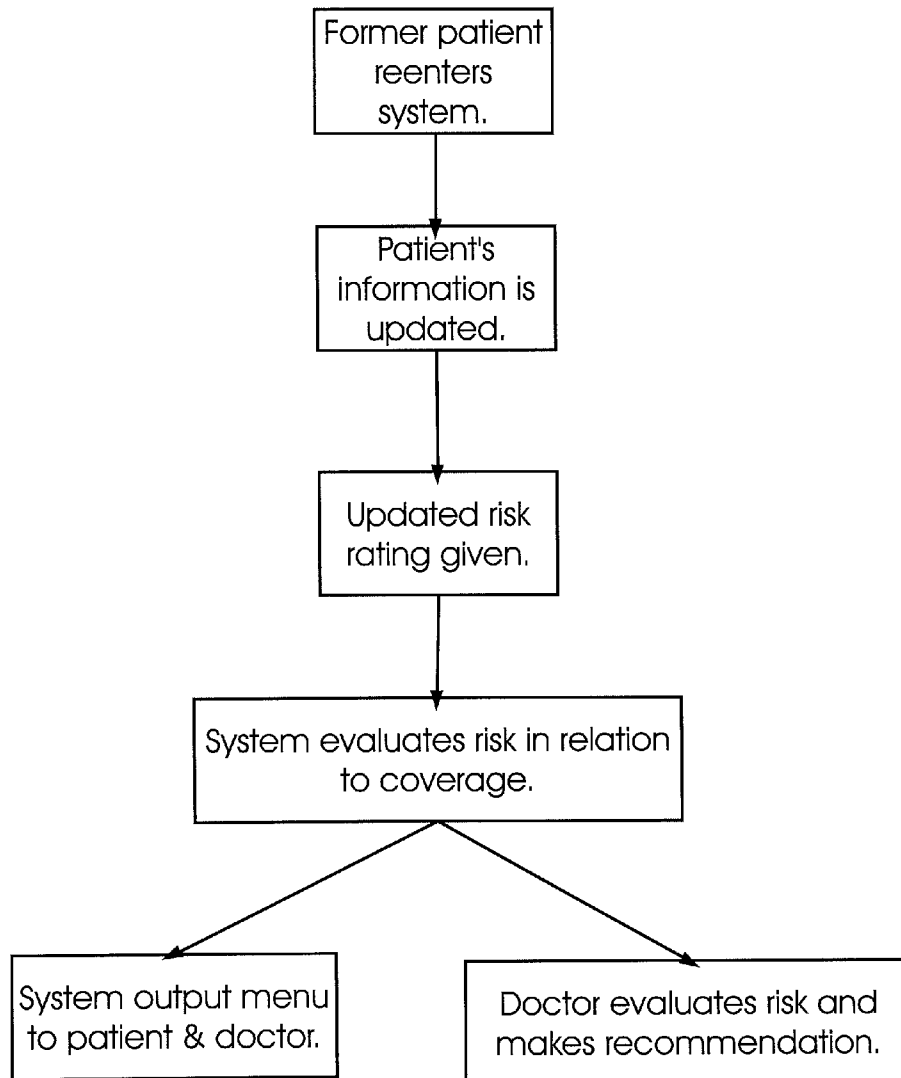 Former patient
reenters
system.
Patient's
information is
updated.
Updated risk
rating given.
System evaluates risk in relation
to coverage.
System output menu
to patient & doctor.
Doctor evaluates risk and
makes recommendation.